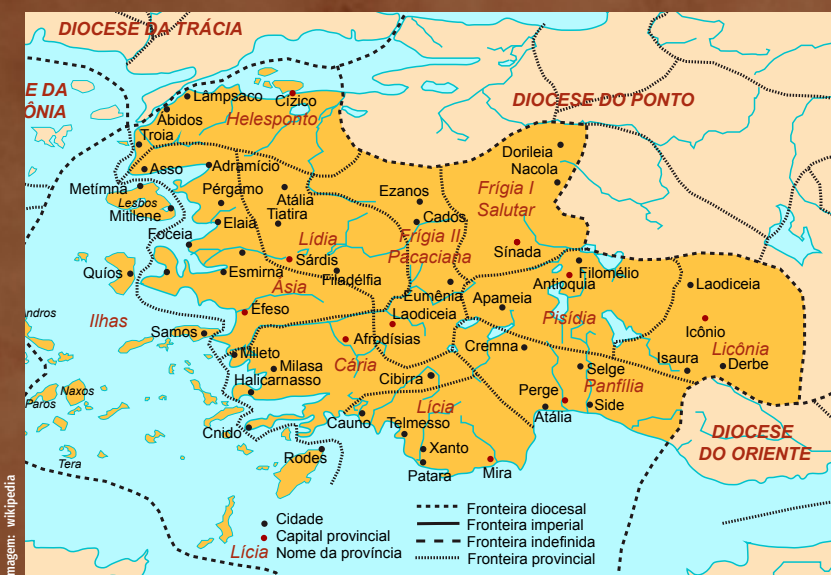 DIOCESE DA TRÁCIA
E DA
ÔNIA
DIOCESE DO PONTO
Lâmpsaco
Cízico
Helesponto
Abidos
Troia
Asso
Adramício
Metímna
Lesbos
Mitilene
Pérgamo
Atália
Tiatira
Elaia
Foceia
Lídia
Sárdis
Filadélfia
Quíos
Esmirna
Ásia
Éfeso
Ilhas
ndros
Samos
Mileto
Milasa
Halicarnasso
Afrodísias
Cária
Naxos
Paros
Tera
Cnido
Rodes
Cauno
Ezanos
Cados
Frígia II
Pacaciana
Eumênia
Laodiceia
Cibirra
Dorileia
Nacola
Frígia I
Salutar
Sínada
Filomélio
Antioquia
Apameia
Pisídia
Cremna
Laodiceia
Icônio
Licônia
Isaura
Derbe
Selge
Panfília
Perge
Side
Atália
Lícia
Telmesso
Xanto
Patara
Mira
DIOCESE
DO ORIENTE
Cidade
Capital provincial
Lícia Nome da província
Fronteira diocesal
Fronteira imperial
Fronteira indefinida
Fronteira provincial
magem: wikipedia